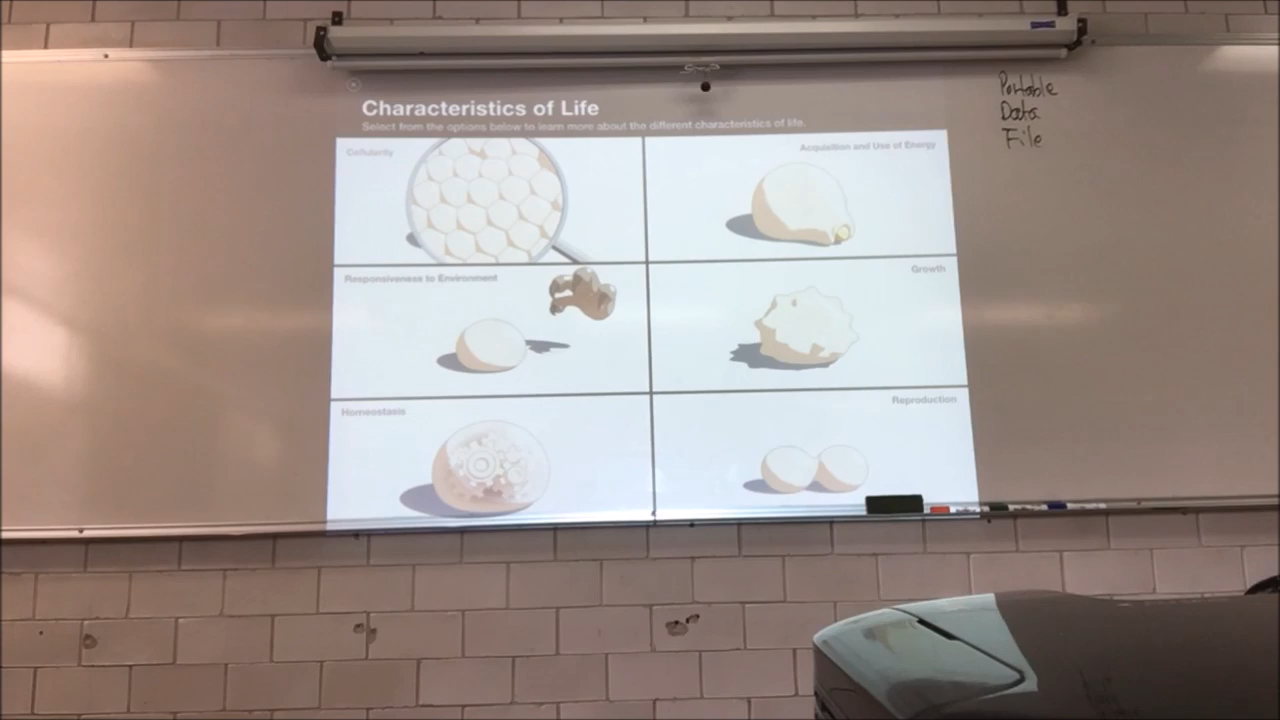 Characteristics of Life
Select from the options below to learn more about the different characteristics of life.
Cellularity
Acquisition and Use of Energy
Responsiveness to Environment
Growth
Homeostasis
Reproduction
Portable
Data
File